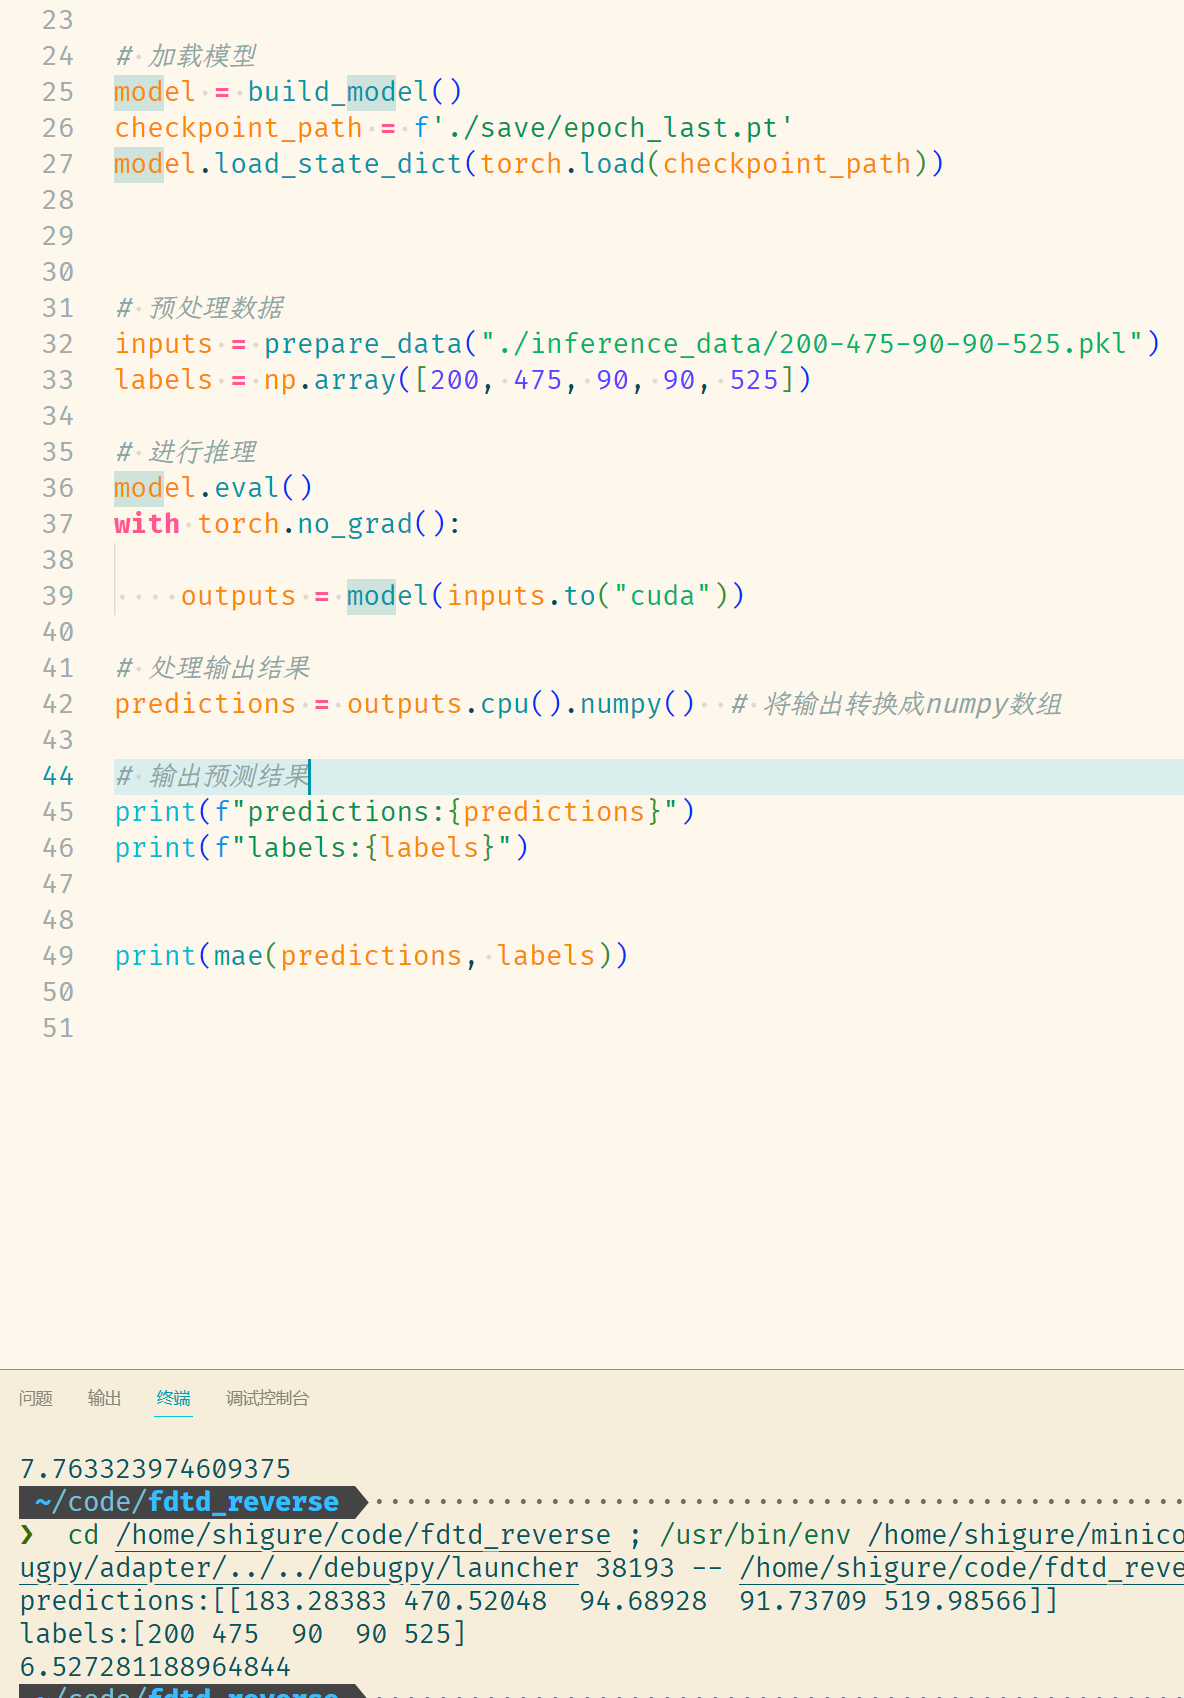 23
24 # 加载模型
25 model = build_model()
26 checkpoint_path = f'./save/epoch_last.pt'
27 model.load_state_dict(torch.load(checkpoint_path))
28
29
30
31 # 预处理数据
32 inputs = prepare_data("./inference_data/200-475-90-90-525.pkl")
33 labels = np.array([200, 475, 90, 90, 525])
34
35 # 进行推理
36 model.eval()
37 with torch.no_grad():
38
39     outputs = model(inputs.to("cuda"))
40
41 # 处理输出结果
42 predictions = outputs.cpu().numpy()  # 将输出转换成numpy数组
43
44 # 输出预测结果
45 print(f"predictions:{predictions}")
46 print(f"labels:{labels}")
47
48
49 print(mae(predictions, labels))
50
51
问题 输出 终端 调试控制台
7.763323974609375
~/code/fdtd_reverse
❯ cd /home/shigure/code/fdtd_reverse ; /usr/bin/env /home/shigure/minico
ugpy/adapter/../../debugpy/launcher 38193 -- /home/shigure/code/fdtd_reve
predictions:[[183.28383 470.52048  94.68928  91.73709 519.98566]]
labels:[200 475  90  90 525]
6.527281188964844
~/code/fdtd_reverse